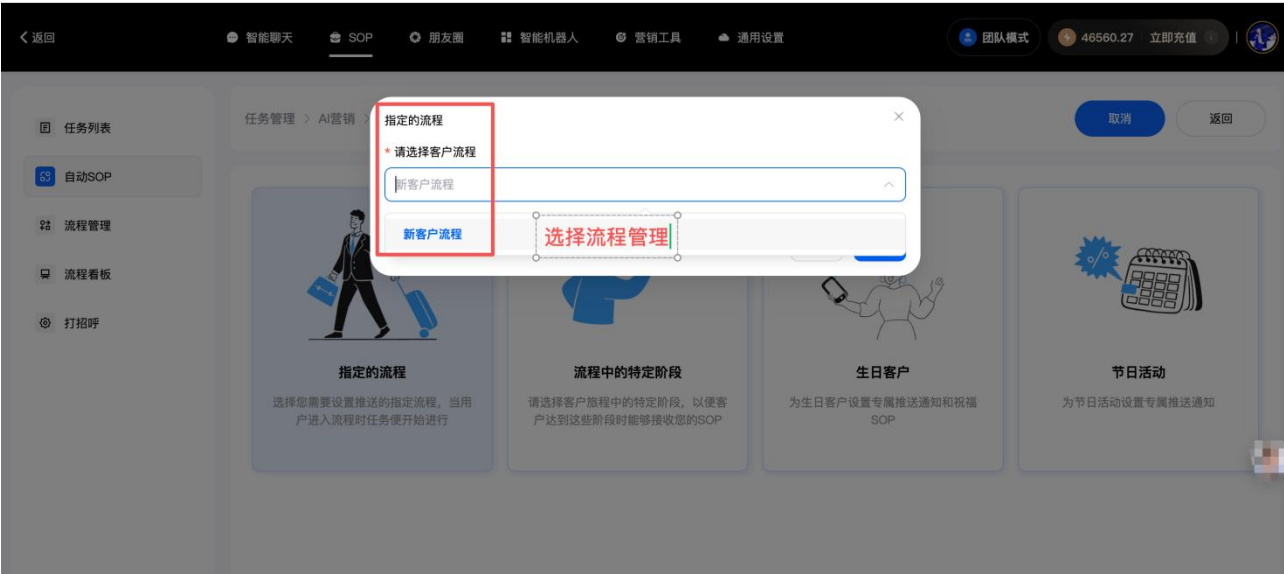 返回
智能聊天
SOP
朋友圈
智能机器人
营销工具
通用设置
团队模式
46560.27
立即充值
任务列表
自动SOP
流程管理
流程看板
打招呼
任务管理 > AI营销 >
取消
返回
指定的流程
* 请选择客户流程
新客户流程
新客户流程
选择流程管理
指定的流程
选择您需要设置推送的指定流程，当用
户进入流程时任务便开始进行
流程中的特定阶段
请选择客户旅程中的特定阶段，以便客
户达到这些阶段时能够接收您的SOP
生日客户
为生日客户设置专属推送通知和祝福
SOP
节日活动
为节日活动设置专属推送通知